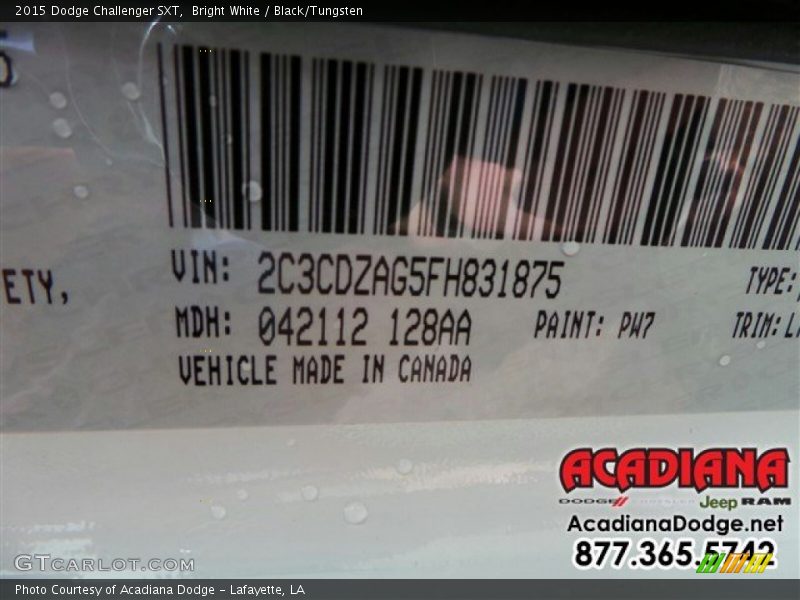 2015 Dodge Challenger SXT, Bright White / Black/Tungsten
ETY,
VIN: 2C3CDZAG5FH831875
TYPE:
MDH: 042112 128AA PAINT: PW7 TRIM:
VEHICLE MADE IN CANADA
ACADIANA
DODGE CHRYSLER Jeep RAM
AcadianaDodge.net
877.365.5742
GTCARLOT.COM
Photo Courtesy of Acadiana Dodge - Lafayette, LA